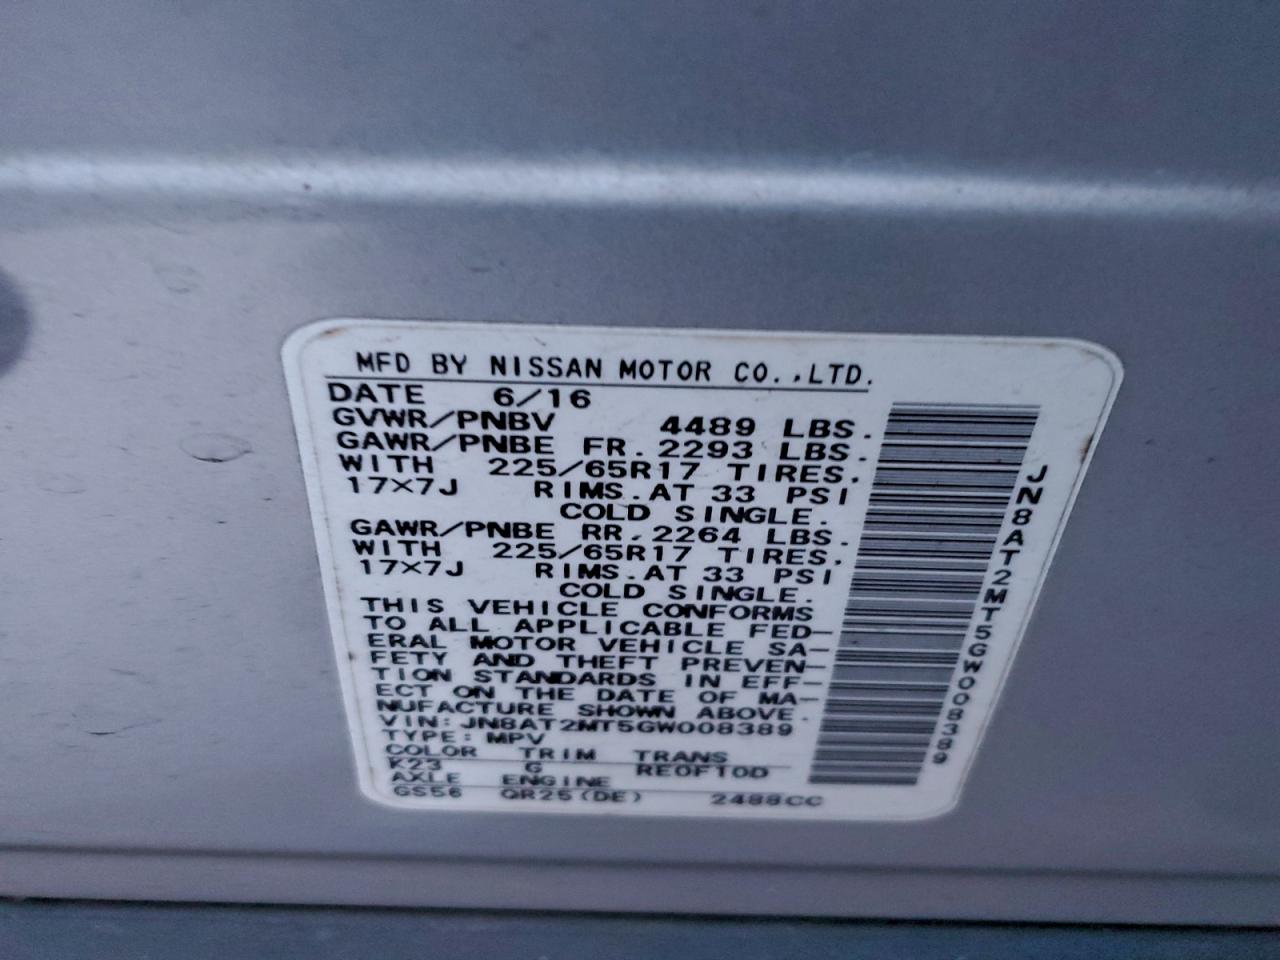 MFD BY NISSAN MOTOR CO.,LTD.
DATE 6/16
GVWR/PNBV 4489 LBS.
GAWR/PNBE FR. 2293 LBS.
WITH 225/65R17 TIRES.
17×7J RIMS.AT 33 PSI
COLD SINGLE.
GAWR/PNBE RR. 2264 LBS.
WITH 225/65R17 TIRES.
17×7J RIMS.AT 33 PSI
COLD SINGLE.
THIS VEHICLE CONFORMS
TO ALL APPLICABLE FED-
ERAL MOTOR VEHICLE SA-
FETY AND THEFT PREVEN-
TION STANDARDS IN EFF-
ECT ON THE DATE OF MA-
NUFACTURE SHOWN ABOVE.
VIN:JN8AT2MT5GW008389
TYPE:MPV
COLOR TRIM TRANS
K23 G RE0F10D
AXLE ENGINE
GS56 QR25(DE) 2488CC
JN8AT2MT5GW008389